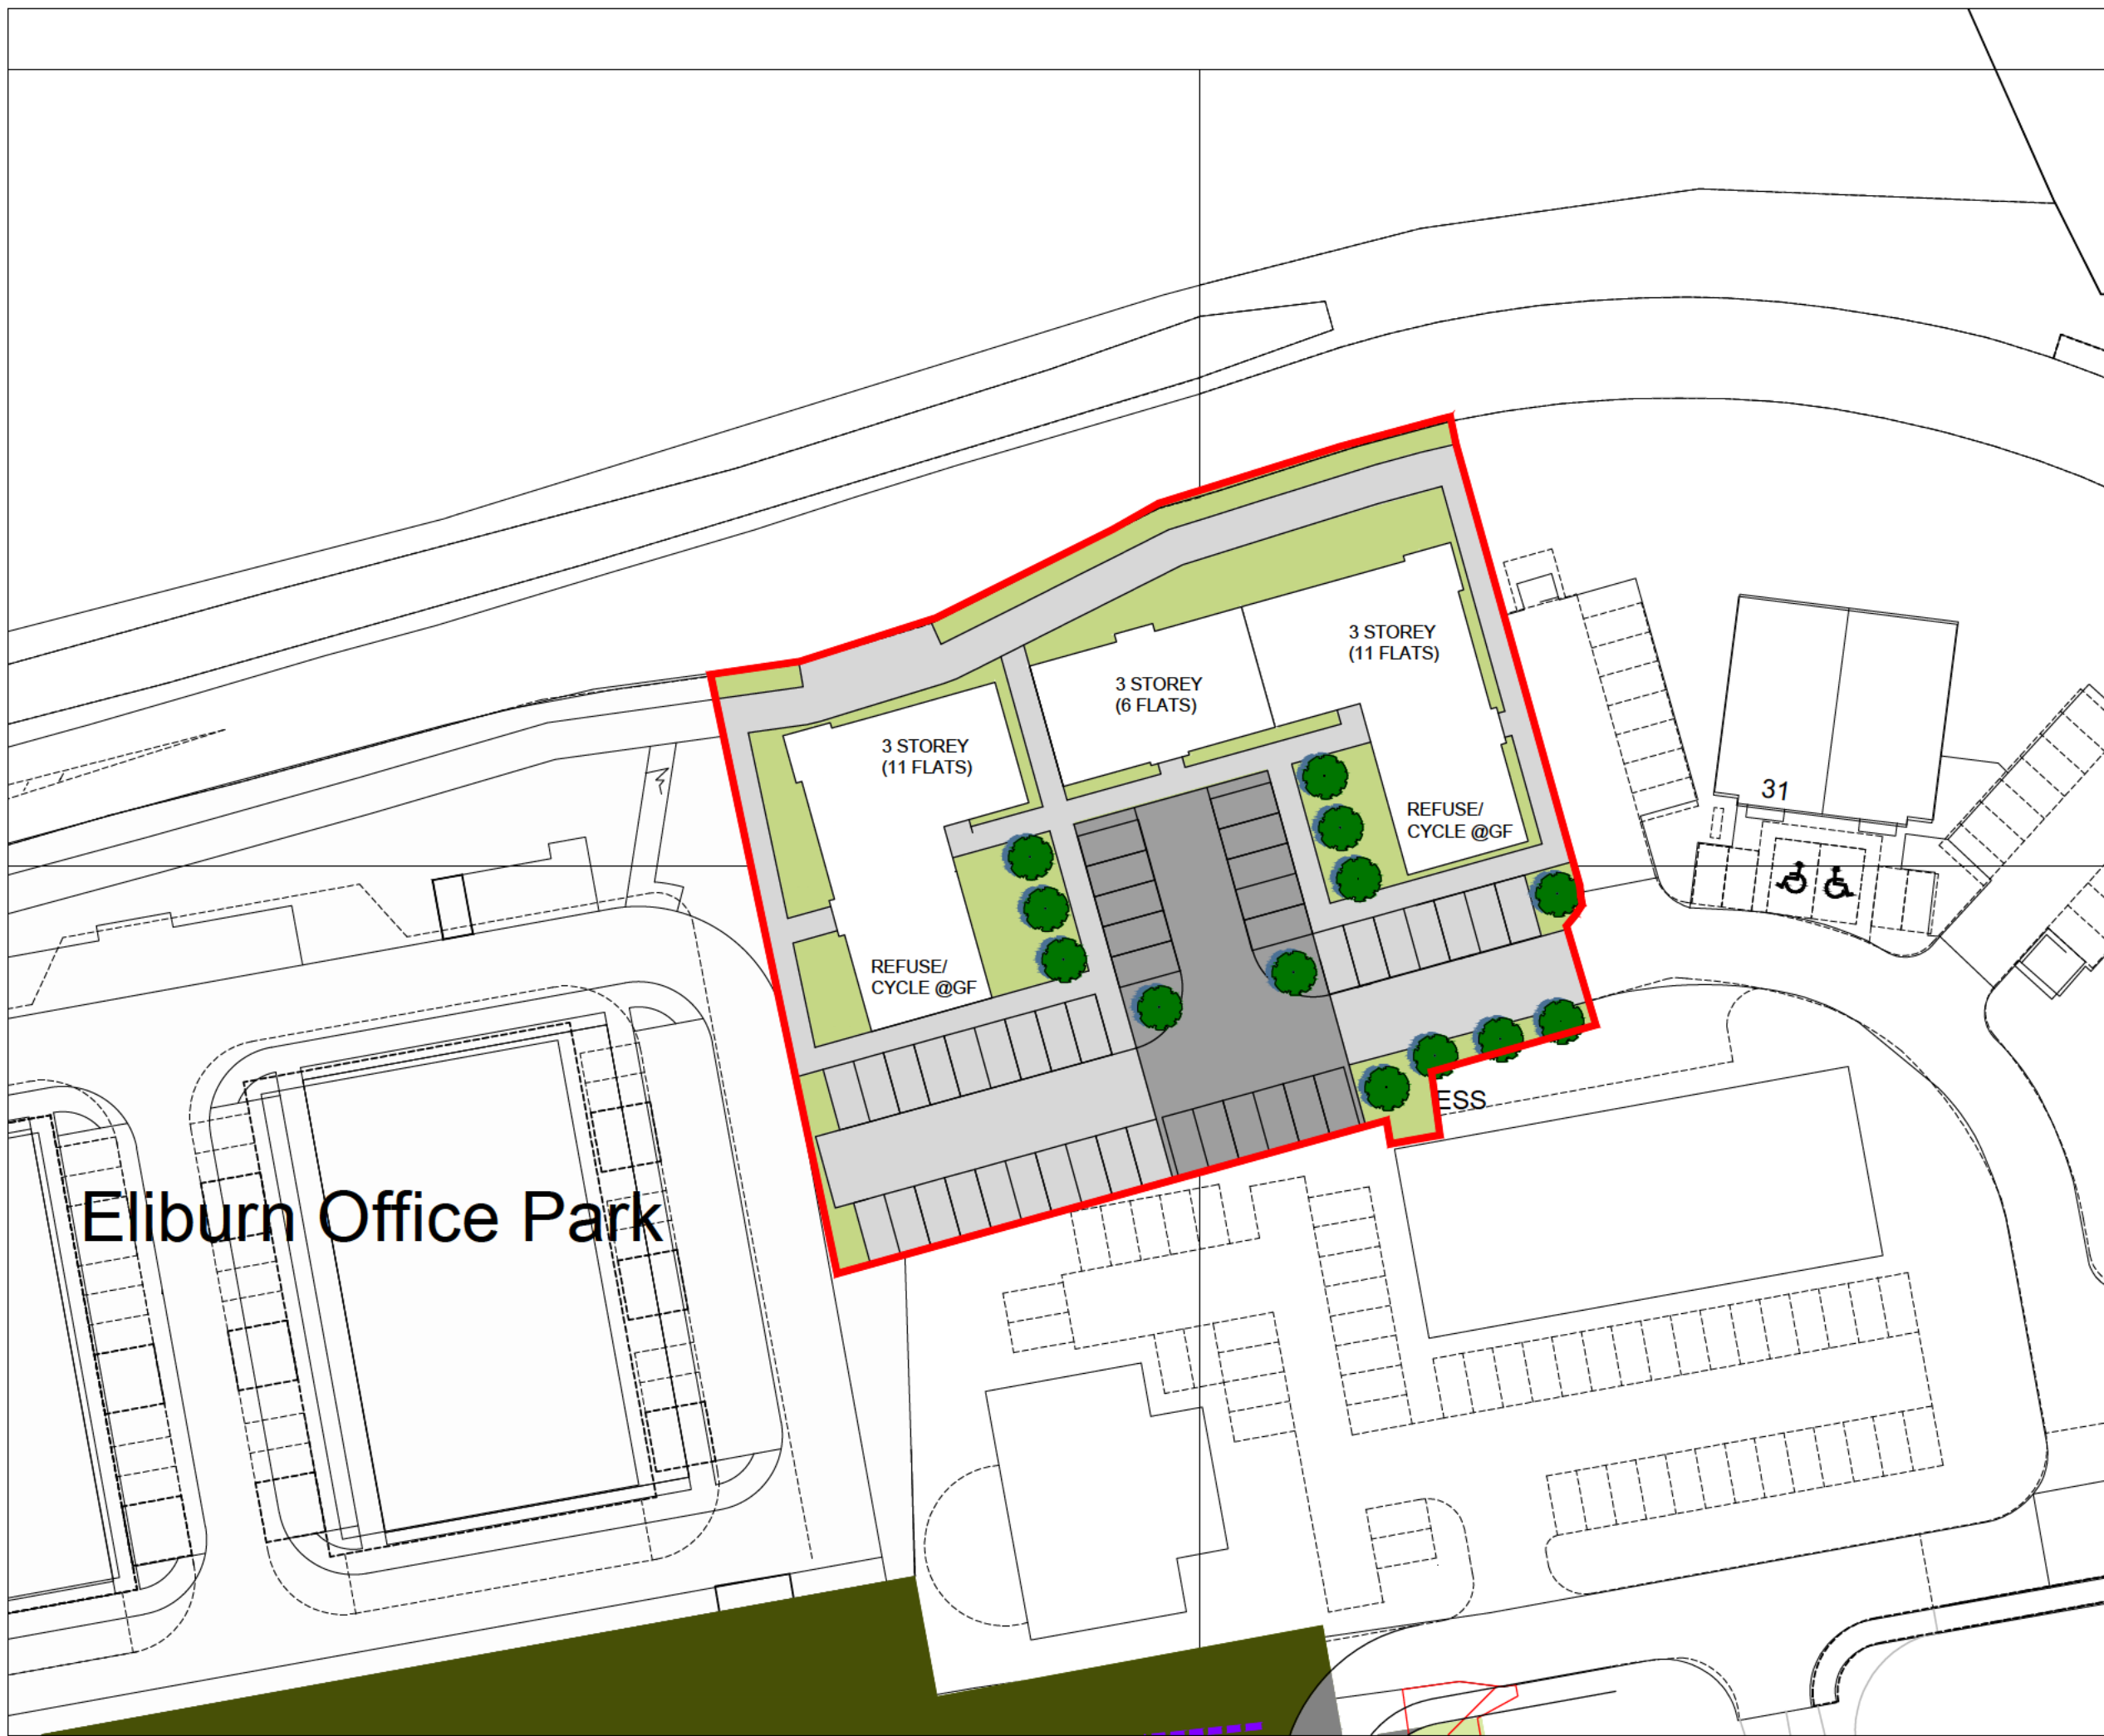 3 STOREY
(11 FLATS)
3 STOREY
(6 FLATS)
3 STOREY
(11 FLATS)
31
REFUSE/
CYCLE @GF
REFUSE/
CYCLE @GF
ESS
Eliburn Office Park